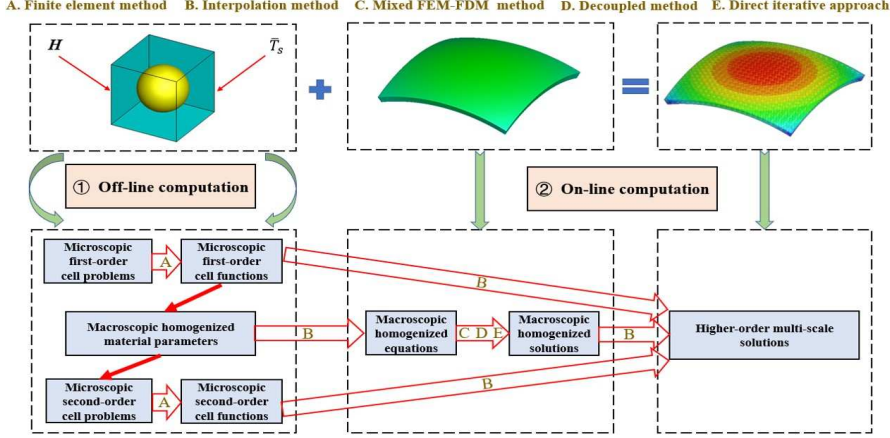 A. Finite element method B. Interpolation method C. Mixed FEM-FDM method D. Decoupled method E. Direct iterative approach
H
T̄s
① Off-line computation
② On-line computation
Microscopic
first-order
cell problems
A
Microscopic
first-order
cell functions
B
Macroscopic homogenized
material parameters
B
Macroscopic
homogenized
equations
C D E
Macroscopic
homogenized
solutions
B
Higher-order multi-scale
solutions
Microscopic
second-order
cell problems
A
Microscopic
second-order
cell functions
B